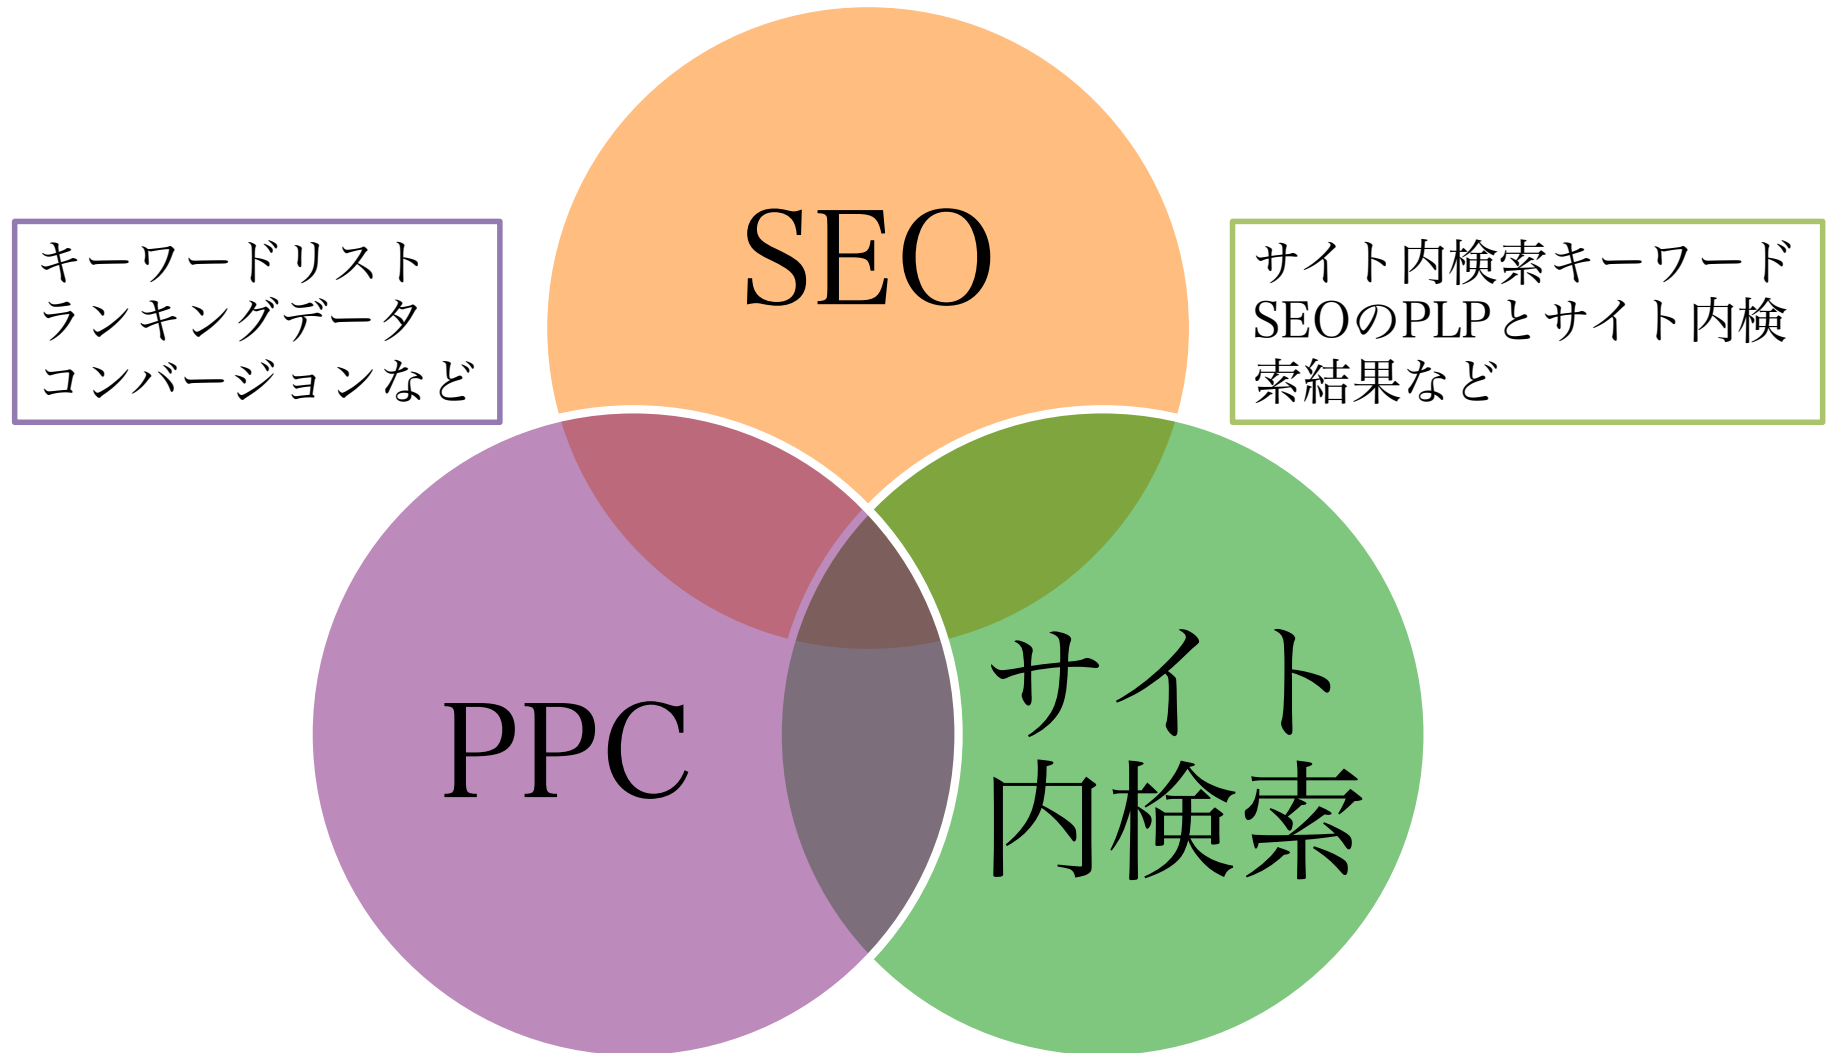 SEO
キーワードリスト
ランキングデータ
コンバージョンなど
サイト内検索キーワード
SEOのPLPとサイト内検
索結果など
PPC
サイト
内検索